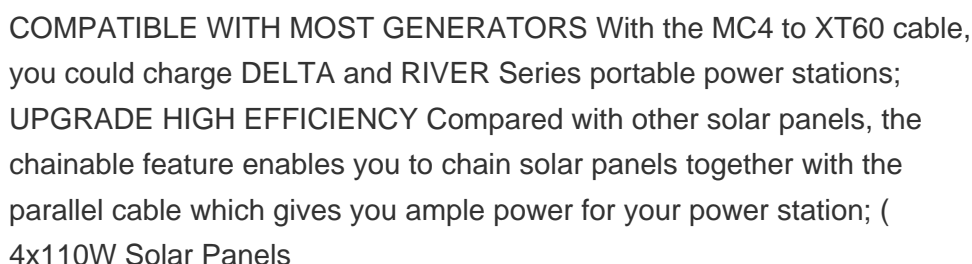 COMPATIBLE WITH MOST GENERATORS With the MC4 to XT60 cable,
you could charge DELTA and RIVER Series portable power stations;
UPGRADE HIGH EFFICIENCY Compared with other solar panels, the
chainable feature enables you to chain solar panels together with the
parallel cable which gives you ample power for your power station; (
4x110W Solar Panels